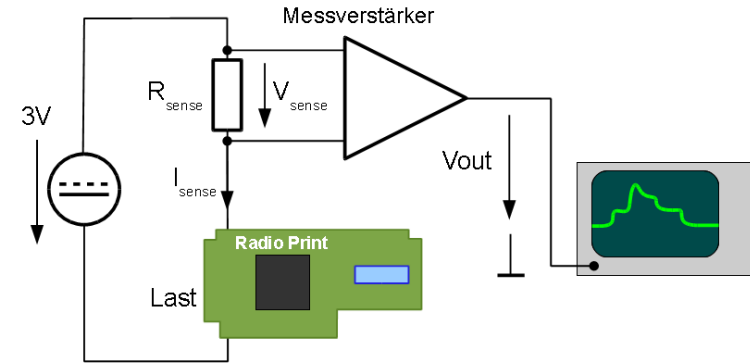 Messverstärker
R sense
V sense
3V
I sense
Vout
Radio Print
Last